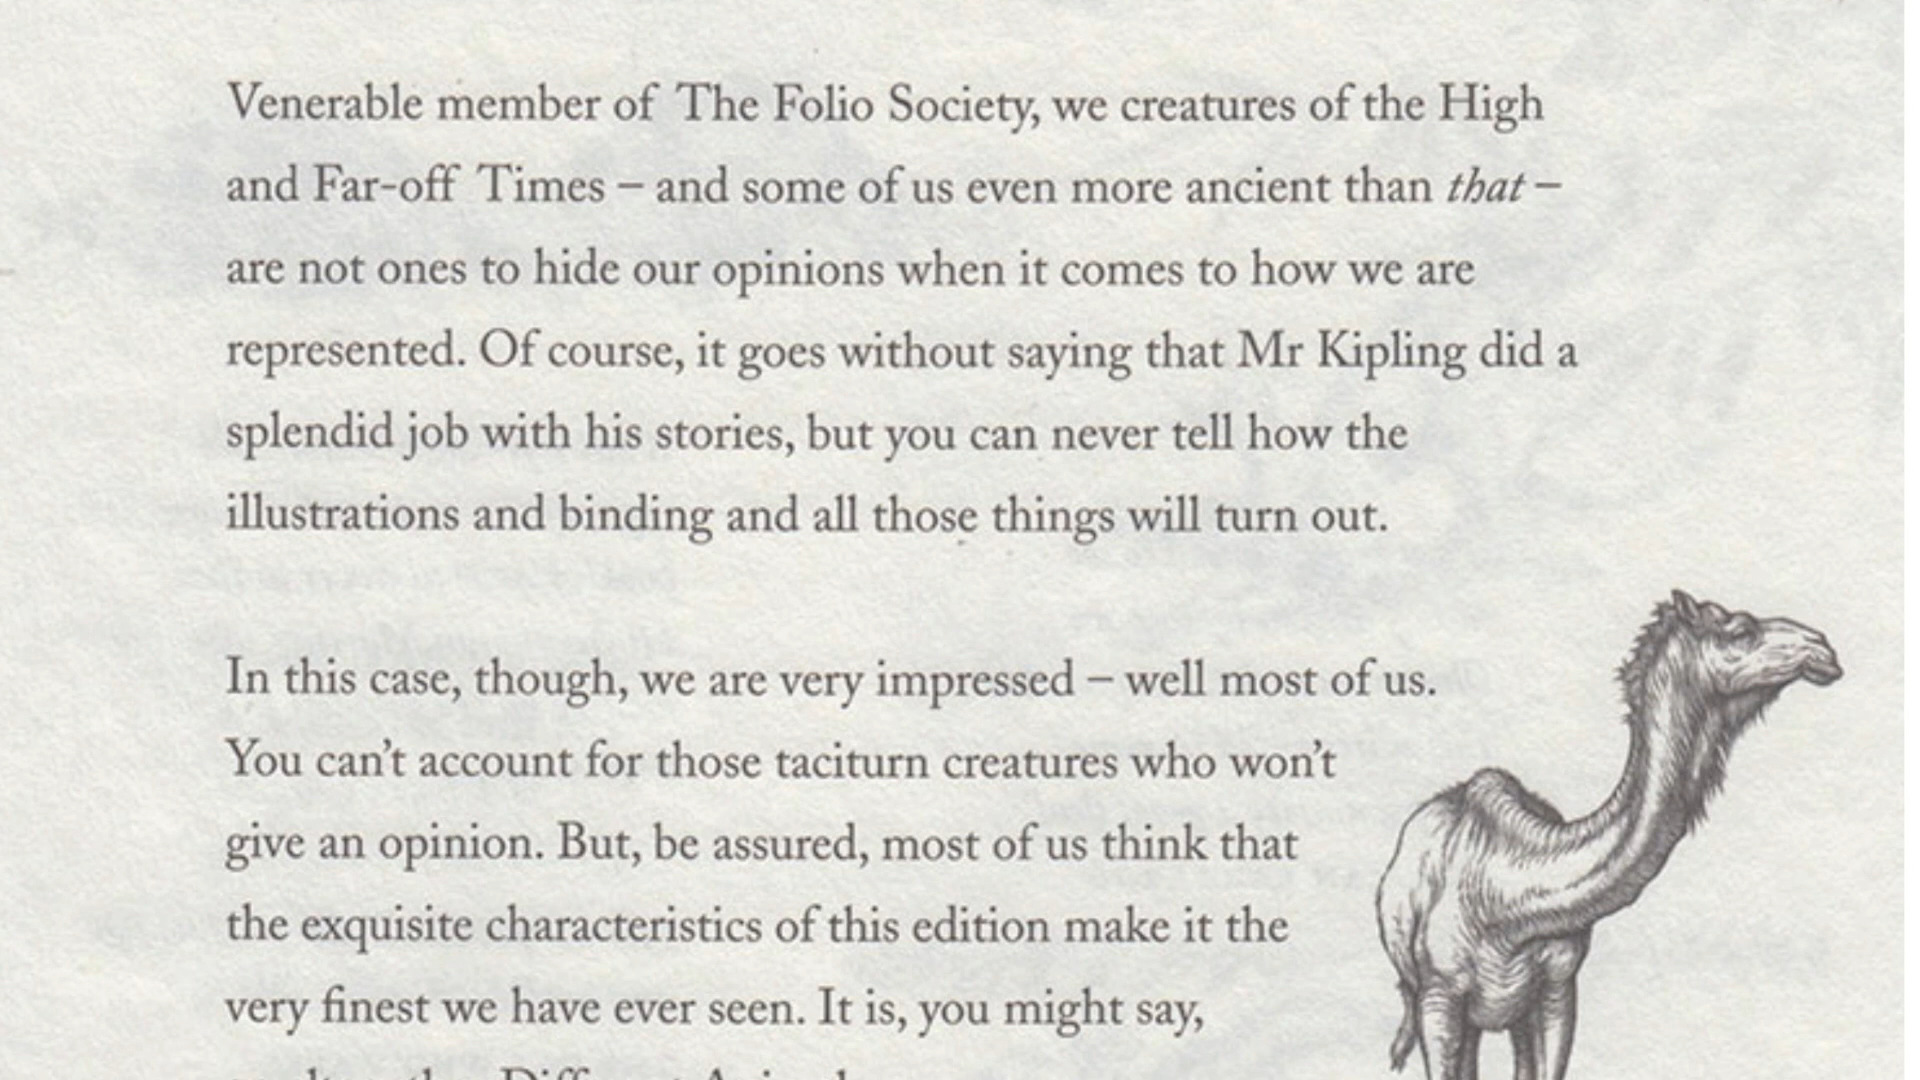 Venerable member of The Folio Society, we creatures of the High
and Far-off Times – and some of us even more ancient than that –
are not ones to hide our opinions when it comes to how we are
represented. Of course, it goes without saying that Mr Kipling did a
splendid job with his stories, but you can never tell how the
illustrations and binding and all those things will turn out.
In this case, though, we are very impressed – well most of us.
You can't account for those taciturn creatures who won't
give an opinion. But, be assured, most of us think that
the exquisite characteristics of this edition make it the
very finest we have ever seen. It is, you might say,
Different Animal